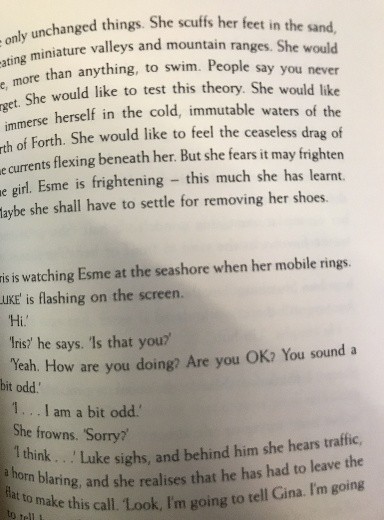 only unchanged things. She scuffs her feet in the sand,
eating miniature valleys and mountain ranges. She would
e, more than anything, to swim. People say you never
rget. She would like to test this theory. She would like
immerse herself in the cold, immutable waters of the
rth of Forth. She would like to feel the ceaseless drag of
e currents flexing beneath her. But she fears it may frighten
e girl. Esme is frightening – this much she has learnt.
Maybe she shall have to settle for removing her shoes.
ris is watching Esme at the seashore when her mobile rings.
LUKE' is flashing on the screen.
'Hi.'
'Iris?' he says. 'Is that you?'
'Yeah. How are you doing? Are you OK? You sound a
bit odd.'
'I . . . I am a bit odd.'
She frowns. 'Sorry?'
'I think . . .' Luke sighs, and behind him she hears traffic,
a horn blaring, and she realises that he has had to leave the
flat to make this call. 'Look, I'm going to tell Gina. I'm going
to tell